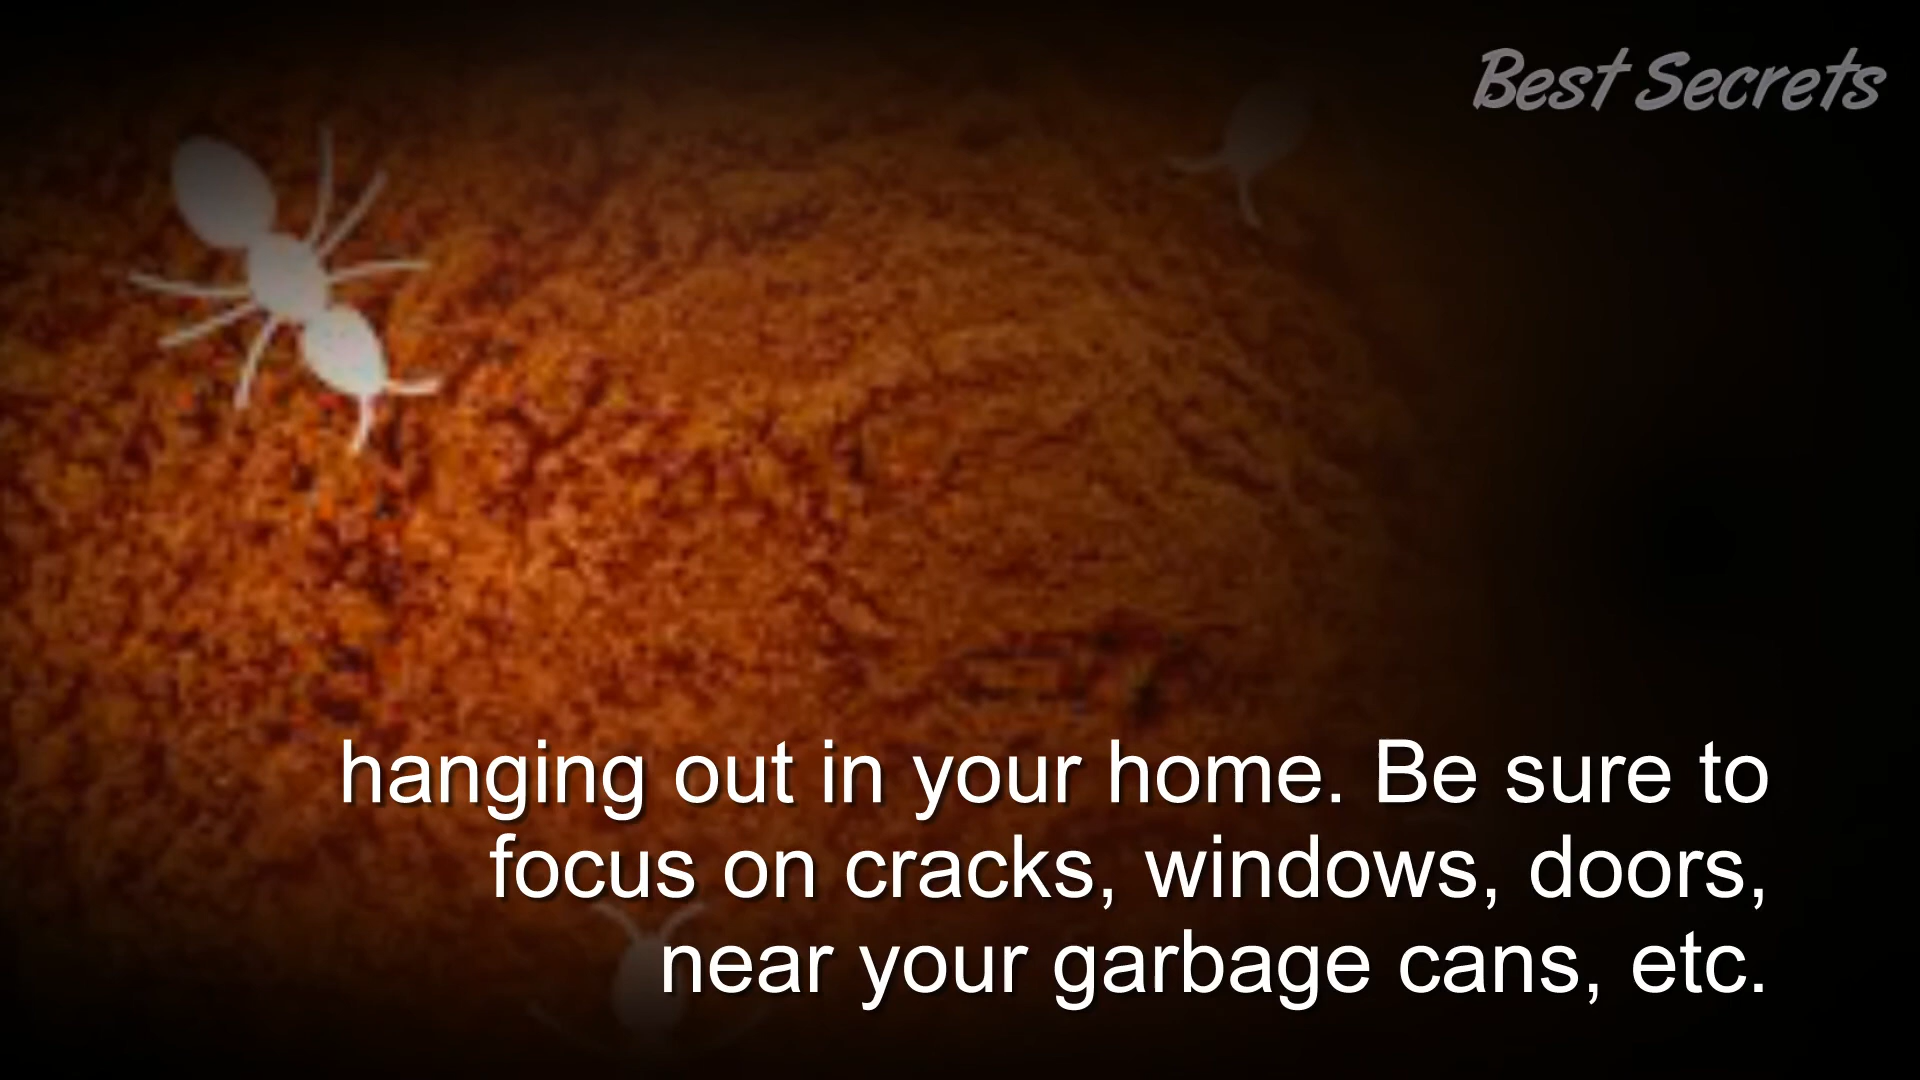 Best Secrets
hanging out in your home. Be sure to
focus on cracks, windows, doors,
near your garbage cans, etc.